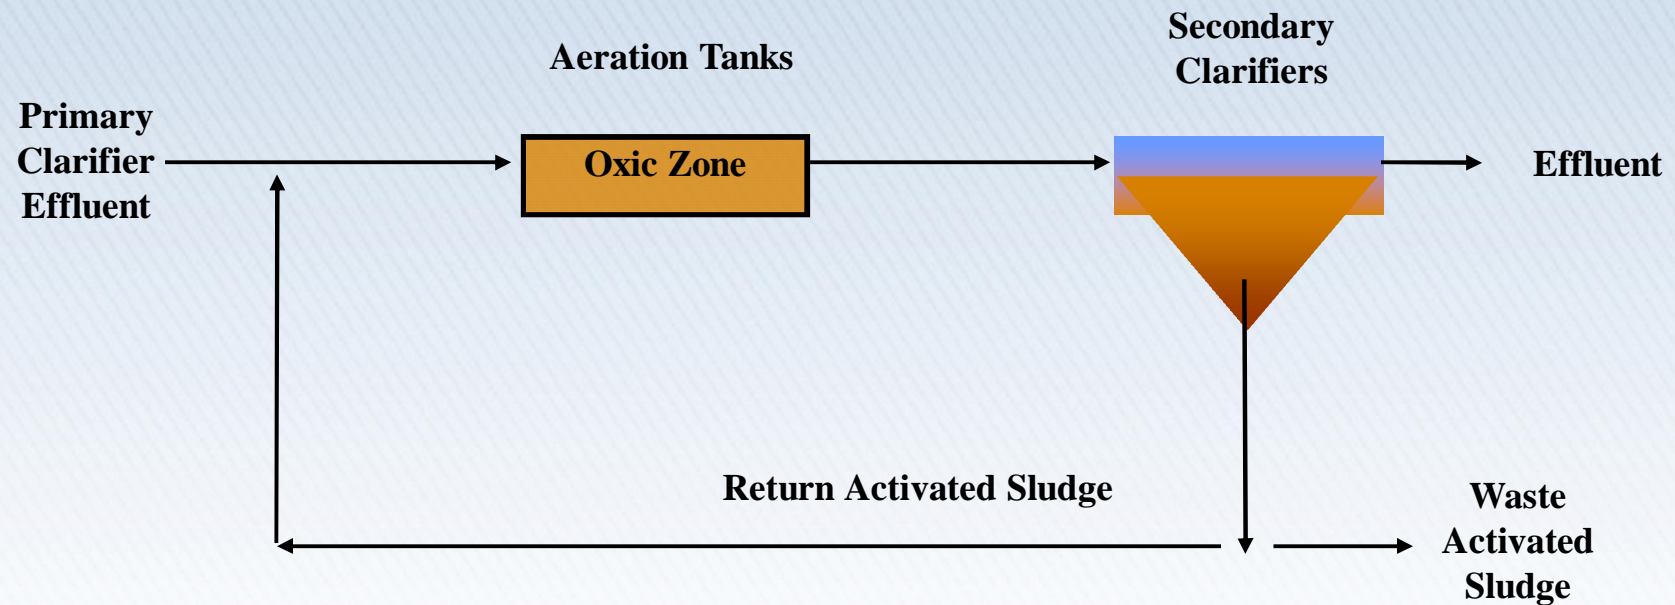 Aeration Tanks
Secondary
Clarifiers
Primary
Clarifier
Effluent
Oxic Zone
Effluent
Return Activated Sludge
Waste
Activated
Sludge